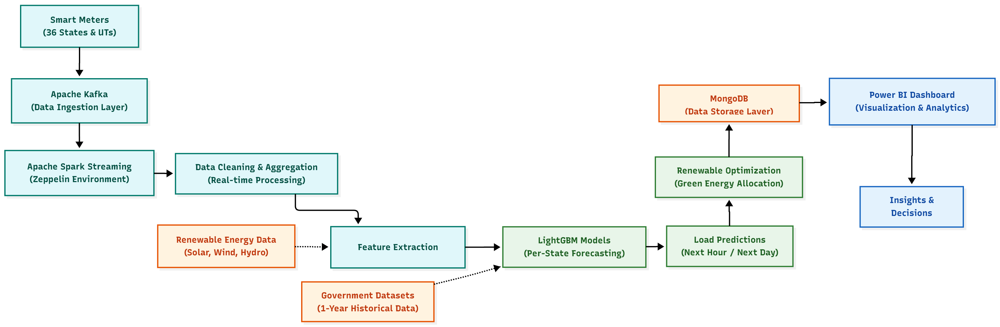 Smart Meters
(36 States & UTs)
Apache Kafka
(Data Ingestion Layer)
Apache Spark Streaming
(Zeppelin Environment)
Data Cleaning & Aggregation
(Real-time Processing)
Renewable Energy Data
(Solar, Wind, Hydro)
Feature Extraction
Government Datasets
(1-Year Historical Data)
LightGBM Models
(Per-State Forecasting)
Load Predictions
(Next Hour / Next Day)
Renewable Optimization
(Green Energy Allocation)
MongoDB
(Data Storage Layer)
Power BI Dashboard
(Visualization & Analytics)
Insights &
Decisions